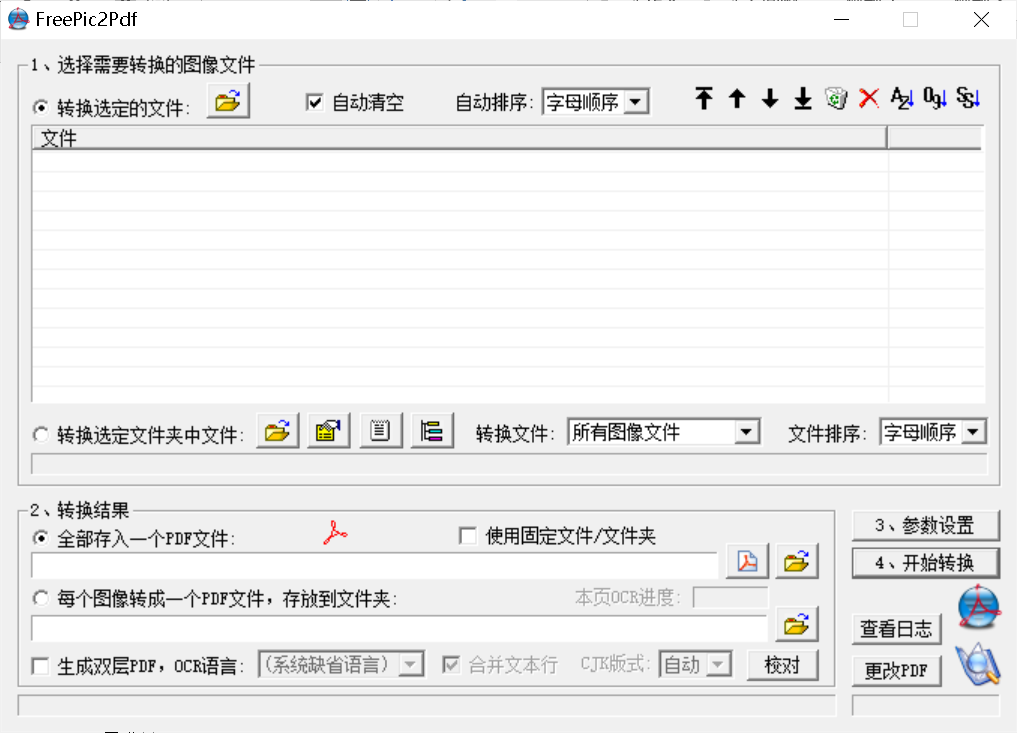 FreePic2Pdf
1、选择需要转换的图像文件
转换选定的文件:
自动清空
自动排序: 字母顺序
文件
转换选定文件夹中文件:
转换文件: 所有图像文件
文件排序: 字母顺序
2、转换结果
全部存入一个PDF文件:
使用固定文件/文件夹
3、参数设置
4、开始转换
每个图像转成一个PDF文件，存放到文件夹:
本页OCR进度:
查看日志
生成双层PDF，OCR语言: (系统缺省语言)
合并文本行
CJK版式: 自动
校对
更改PDF